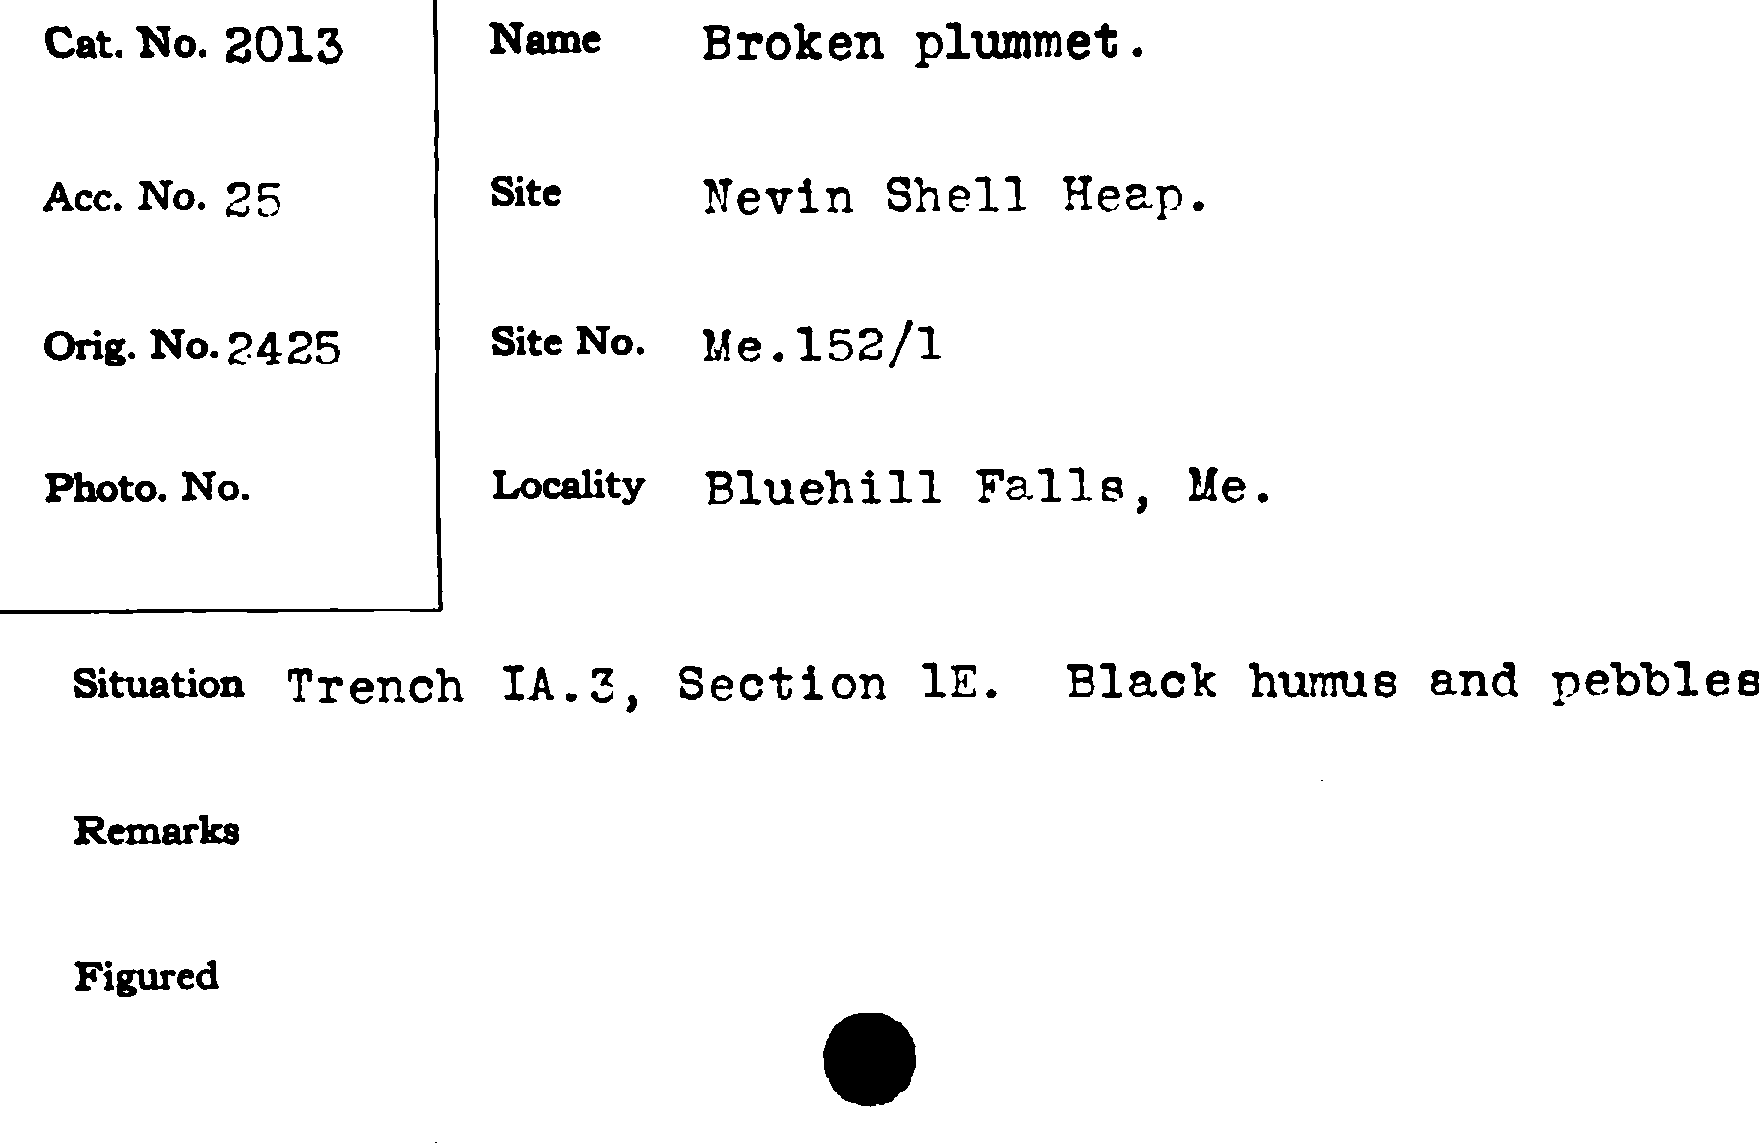 Cat. No. 2013
Name Broken plummet.
Acc. No. 25
Site Nevin Shell Heap.
Orig. No. 2425
Site No. Me.152/1
Photo. No.
Locality Bluehill Falls, Me.
Situation Trench IA.3, Section 1E. Black humus and pebbles
Remarks
Figured